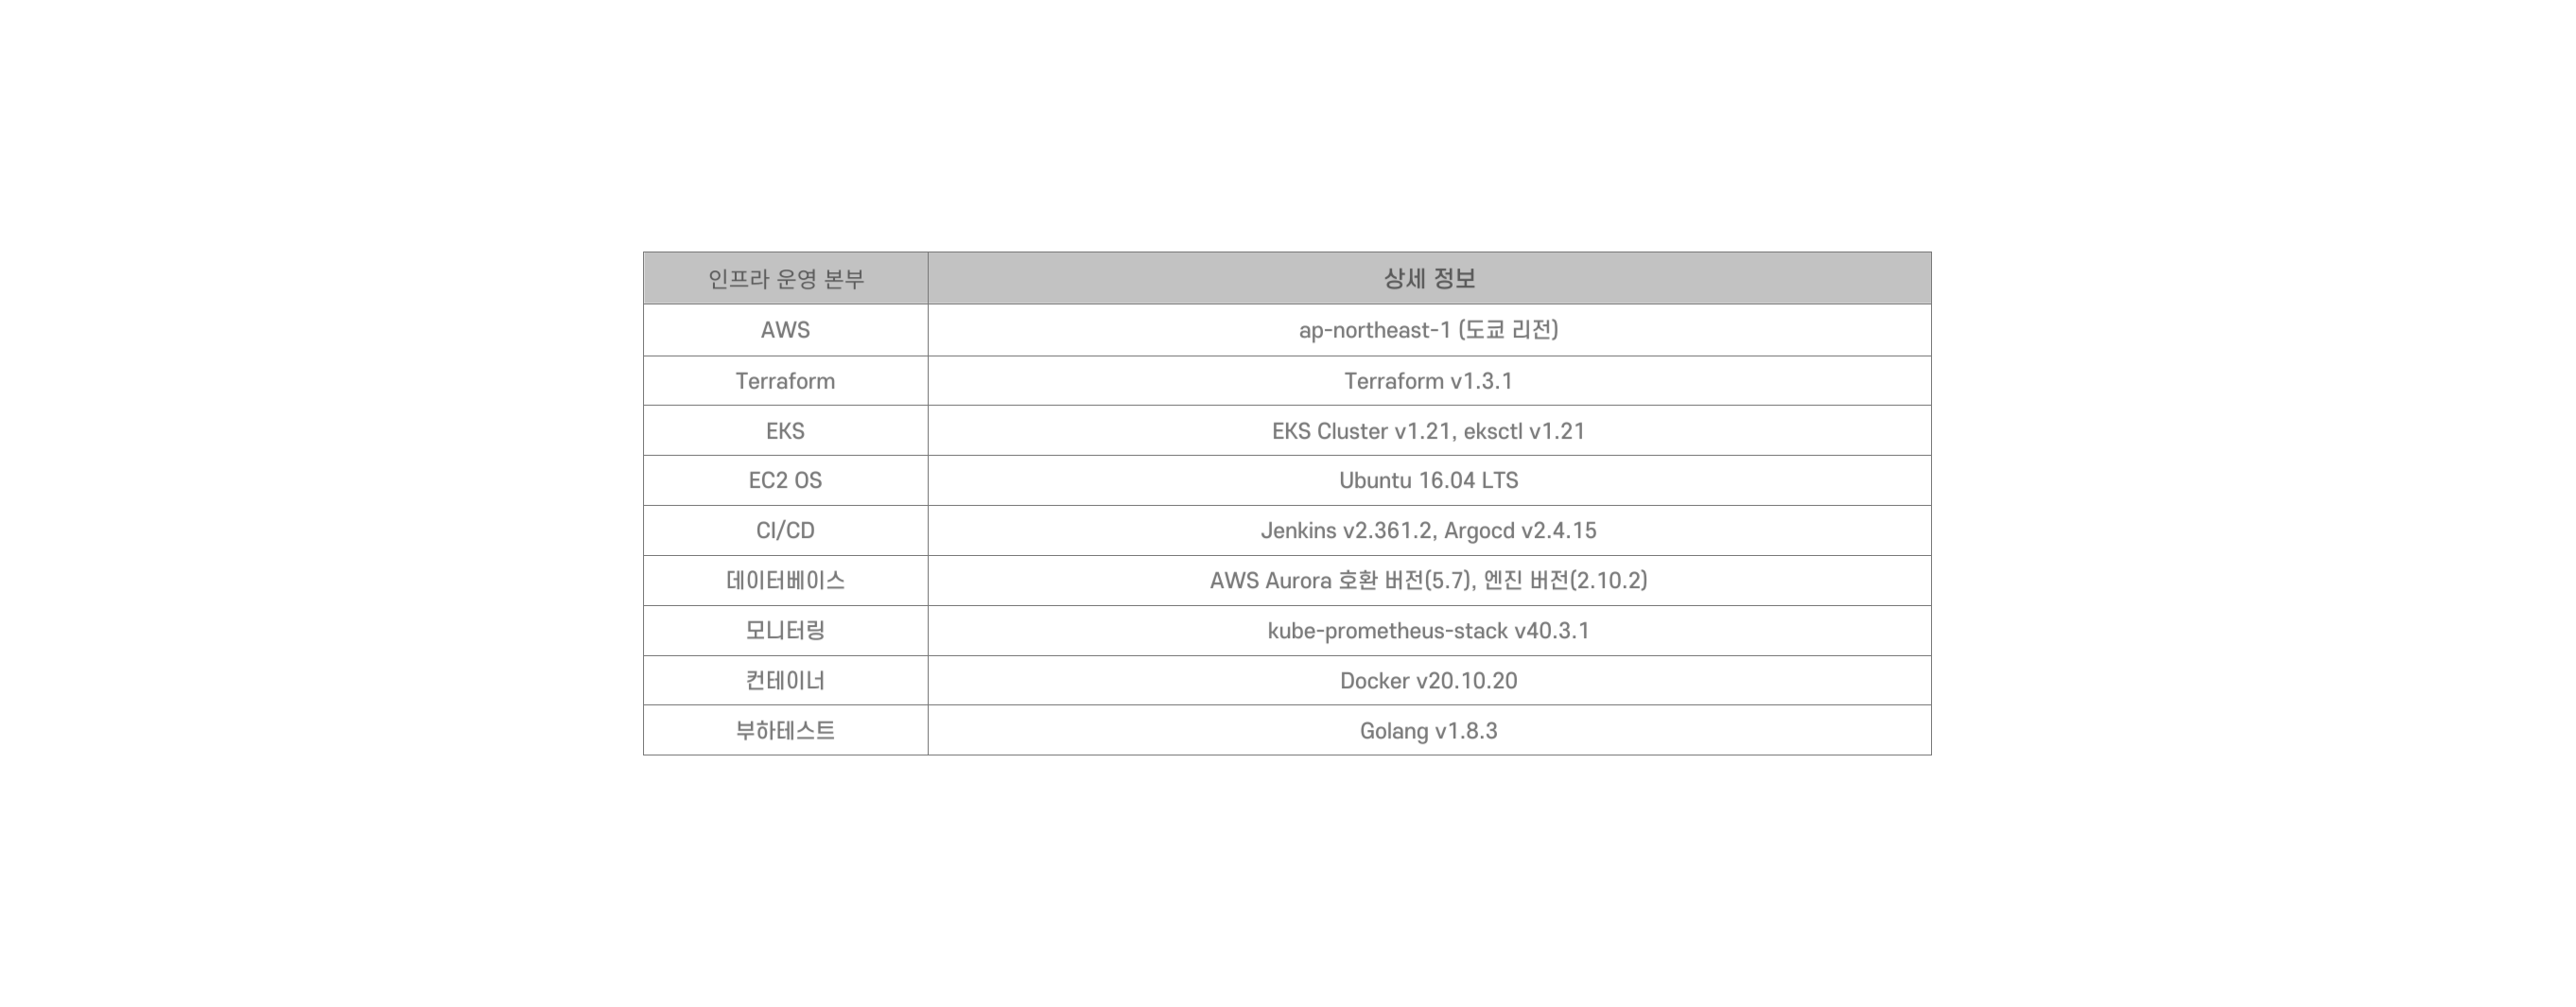 인프라 운영 본부 상세 정보
AWS ap-northeast-1 (도쿄 리전)
Terraform Terraform v1.3.1
EKS EKS Cluster v1.21, eksctl v1.21
EC2 OS Ubuntu 16.04 LTS
CI/CD Jenkins v2.361.2, Argocd v2.4.15
데이터베이스 AWS Aurora 호환 버전(5.7), 엔진 버전(2.10.2)
모니터링 kube-prometheus-stack v40.3.1
컨테이너 Docker v20.10.20
부하테스트 Golang v1.8.3